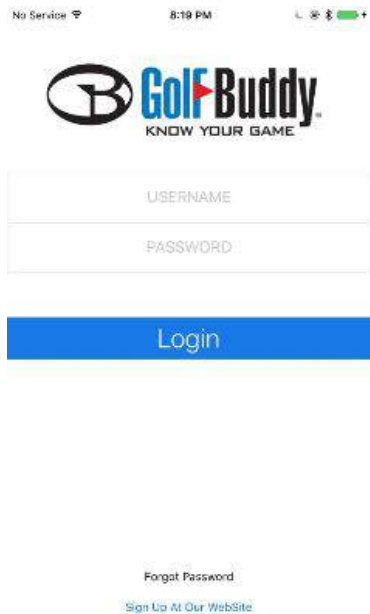 No Service 8:19 PM
GolfBuddy
KNOW YOUR GAME
USERNAME
PASSWORD
Login
Forgot Password
Sign Up At Our WebSite